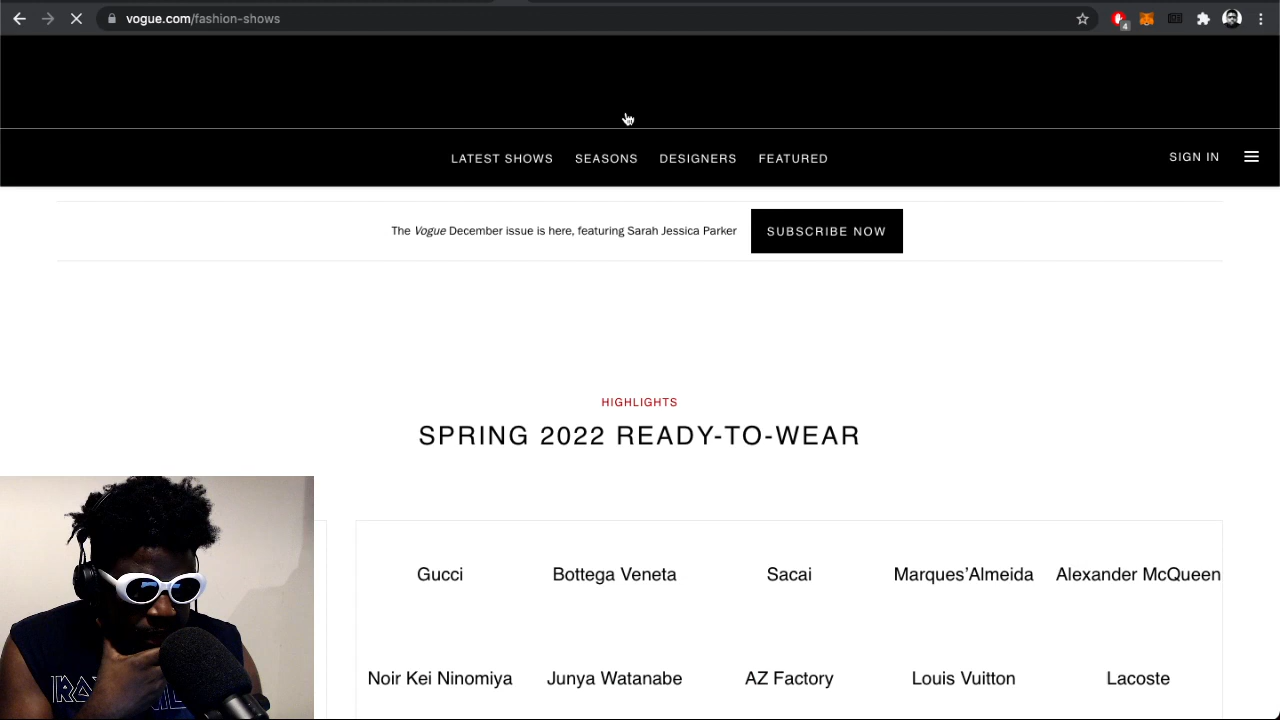 vogue.com/fashion-shows
4
LATEST SHOWS SEASONS DESIGNERS FEATURED
SIGN IN
The Vogue December issue is here, featuring Sarah Jessica Parker
SUBSCRIBE NOW
HIGHLIGHTS
SPRING 2022 READY-TO-WEAR
Gucci Bottega Veneta Sacai Marques’Almeida Alexander McQueen
Noir Kei Ninomiya Junya Watanabe AZ Factory Louis Vuitton Lacoste